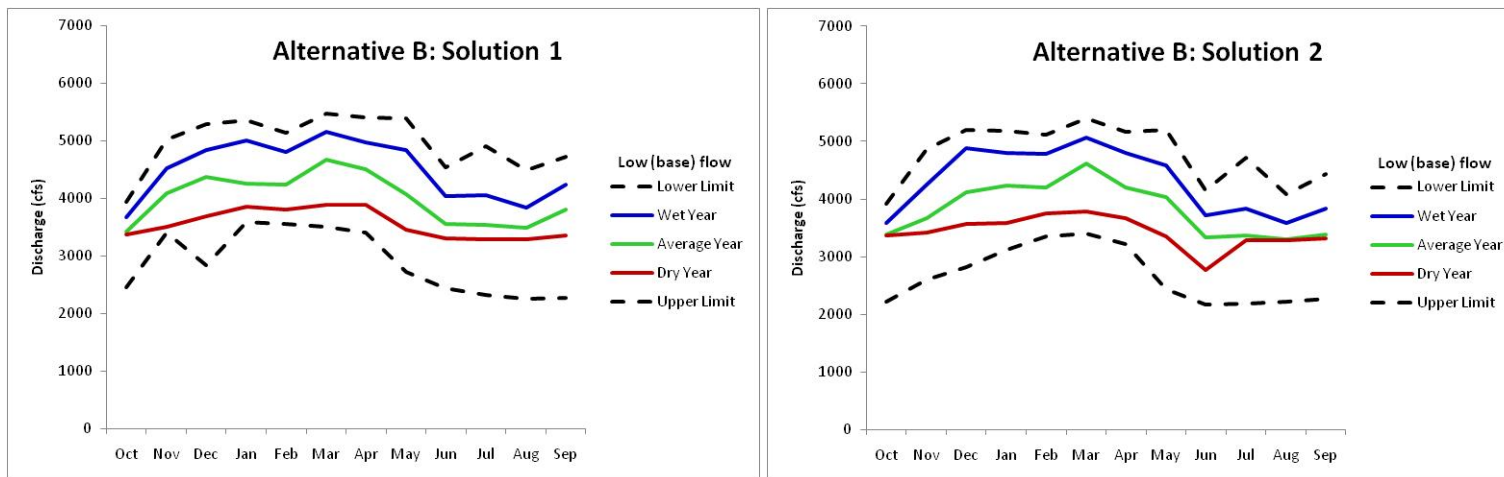 Alternative B: Solution 1
7000
6000
5000
4000
3000
2000
1000
0
Discharge (cfs)
Oct Nov Dec Jan Feb Mar Apr May Jun Jul Aug Sep
Low (base) flow
Lower Limit
Wet Year
Average Year
Dry Year
Upper Limit
Alternative B: Solution 2
7000
6000
5000
4000
3000
2000
1000
0
Discharge (cfs)
Oct Nov Dec Jan Feb Mar Apr May Jun Jul Aug Sep
Low (base) flow
Lower Limit
Wet Year
Average Year
Dry Year
Upper Limit